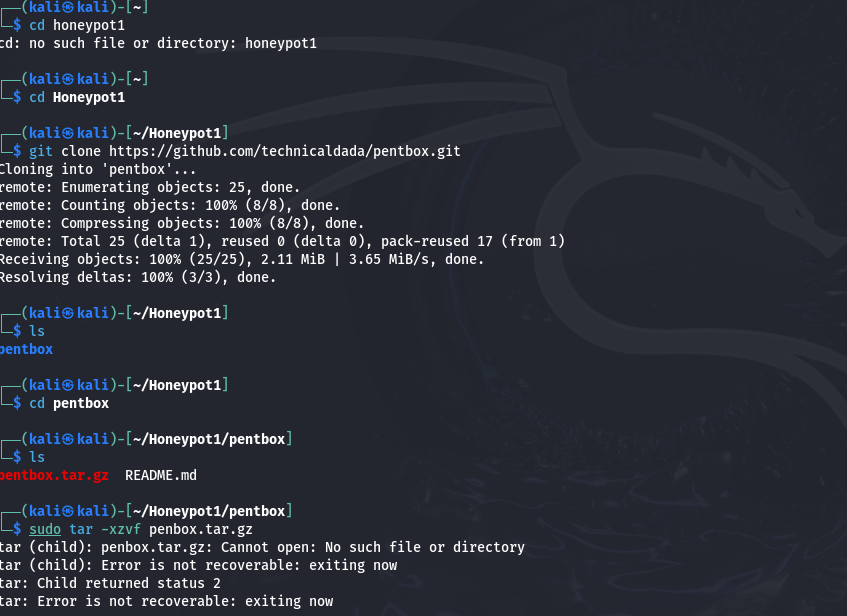 ┌──(kali㉿kali)-[~]
└─$ cd honeypot1
cd: no such file or directory: honeypot1
┌──(kali㉿kali)-[~]
└─$ cd Honeypot1
┌──(kali㉿kali)-[~/Honeypot1]
└─$ git clone https://github.com/technicaldada/pentbox.git
Cloning into 'pentbox'...
remote: Enumerating objects: 25, done.
remote: Counting objects: 100% (8/8), done.
remote: Compressing objects: 100% (8/8), done.
remote: Total 25 (delta 1), reused 0 (delta 0), pack-reused 17 (from 1)
Receiving objects: 100% (25/25), 2.11 MiB | 3.65 MiB/s, done.
Resolving deltas: 100% (3/3), done.
┌──(kali㉿kali)-[~/Honeypot1]
└─$ ls
pentbox
┌──(kali㉿kali)-[~/Honeypot1]
└─$ cd pentbox
┌──(kali㉿kali)-[~/Honeypot1/pentbox]
└─$ ls
pentbox.tar.gz  README.md
┌──(kali㉿kali)-[~/Honeypot1/pentbox]
└─$ sudo tar -xzvf penbox.tar.gz
tar (child): penbox.tar.gz: Cannot open: No such file or directory
tar (child): Error is not recoverable: exiting now
tar: Child returned status 2
tar: Error is not recoverable: exiting now